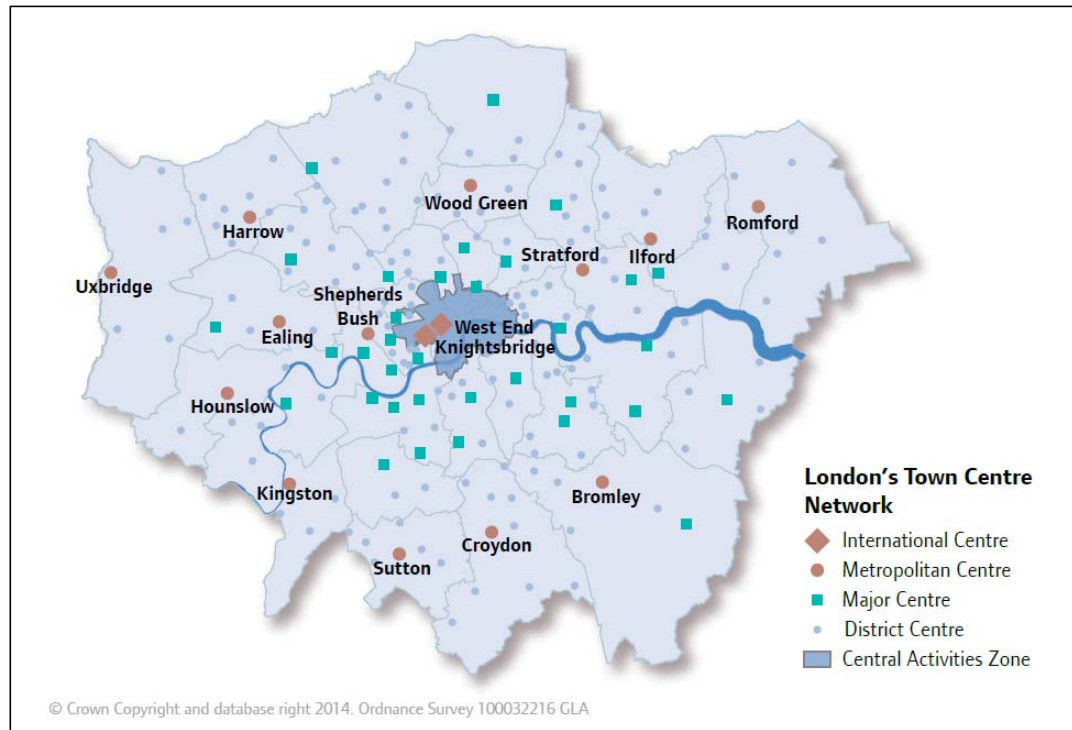 Wood Green
Romford
Harrow
Stratford
Ilford
Uxbridge
Shepherds
Bush
Ealing
West End
Knightsbridge
Hounslow
Kingston
Bromley
Croydon
Sutton
London's Town Centre
Network
International Centre
Metropolitan Centre
Major Centre
District Centre
Central Activities Zone
© Crown Copyright and database right 2014. Ordnance Survey 100032216 GLA